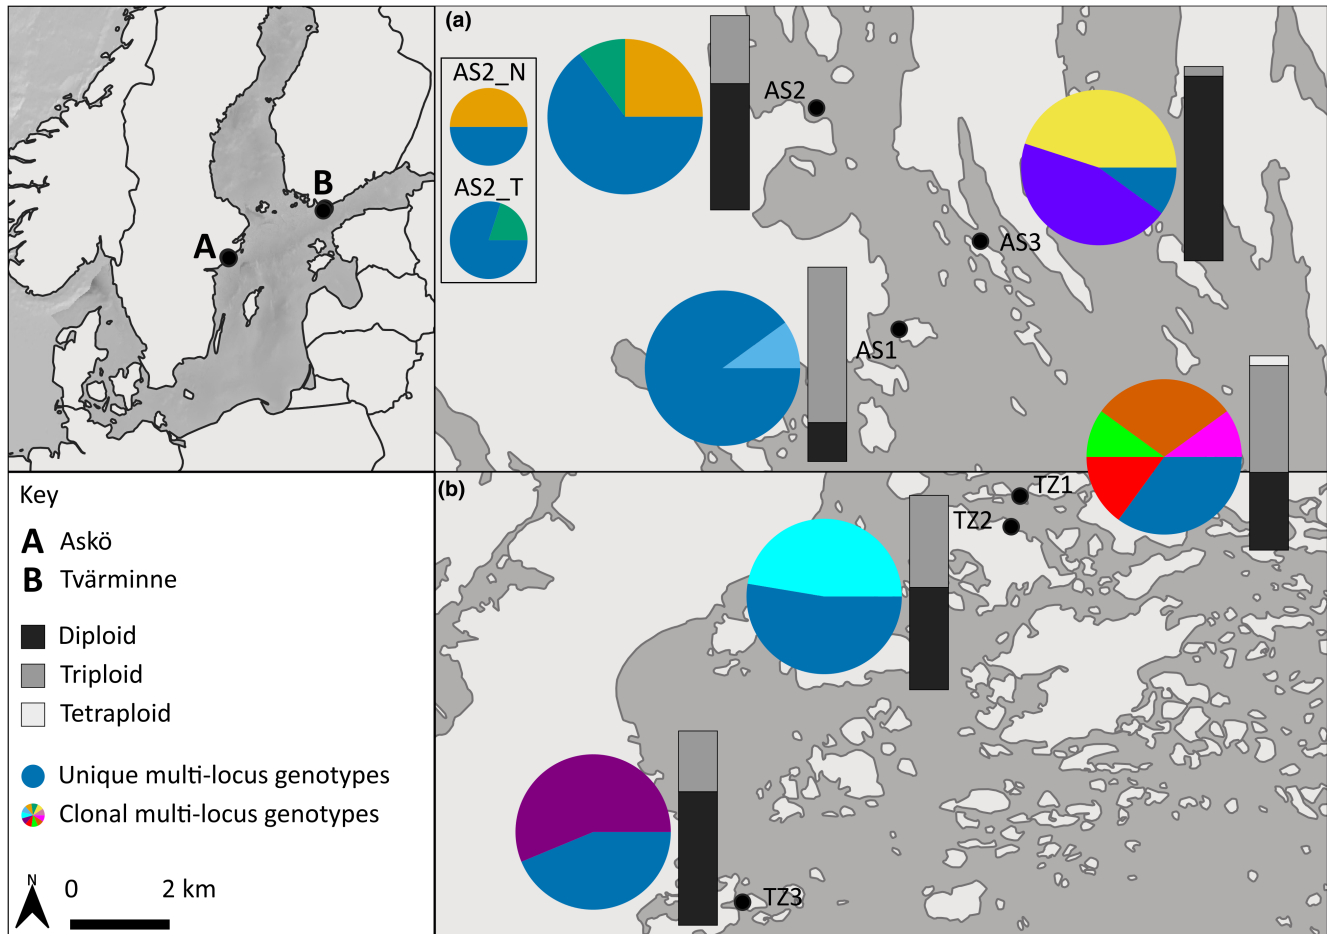 A
B
(a)
AS2_N
AS2_T
AS2
AS3
AS1
(b)
TZ1
TZ2
TZ3
Key
A Askö
B Tvärminne
Diploid
Triploid
Tetraploid
Unique multi-locus genotypes
Clonal multi-locus genotypes
N
0 2 km